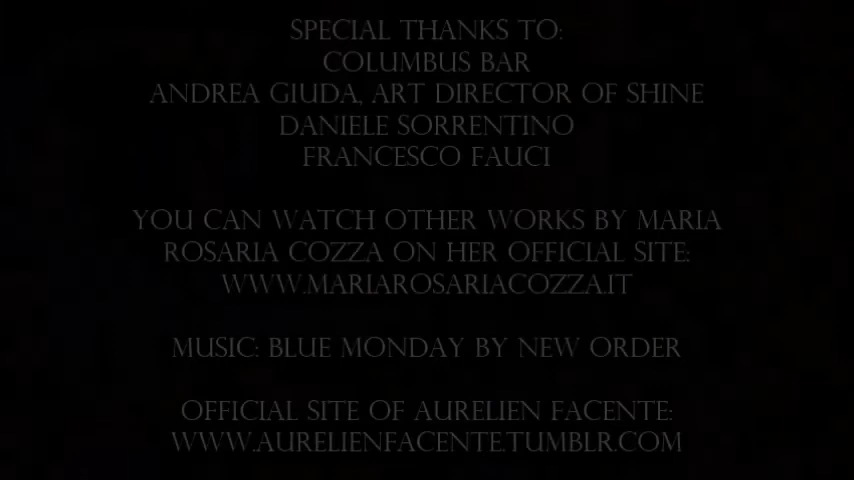 SPECIAL THANKS TO:
COLUMBUS BAR
ANDREA GIUDA, ART DIRECTOR OF SHINE
DANIELE SORRENTINO
FRANCESCO FAUCI
YOU CAN WATCH OTHER WORKS BY MARIA
ROSARIA COZZA ON HER OFFICIAL SITE:
WWW.MARIAROSARIACOZZA.IT
MUSIC: BLUE MONDAY BY NEW ORDER
OFFICIAL SITE OF AURELIEN FACENTE:
WWW.AURELIENFACENTE.TUMBLR.COM